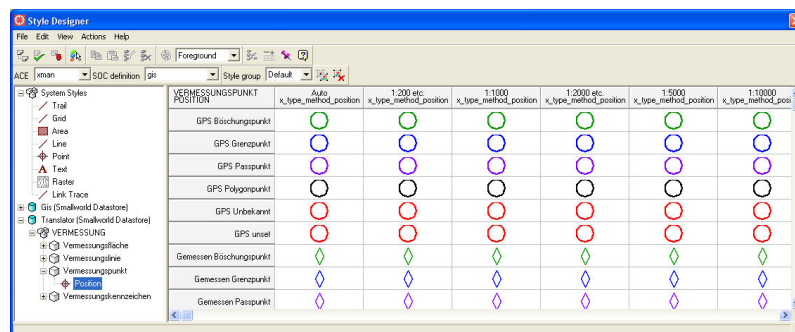 Style Designer
File Edit View Actions Help
Foreground
ACE xman SOC definition gis Style group Default
System Styles
Trail
Grid
Area
Line
Point
A Text
Raster
Link Trace
Gis (Smallworld Datastore)
Translator (Smallworld Datastore)
VERMESSUNG
Vermessungsfläche
Vermessungslinie
Vermessungspunkt
Position
Vermessungskennzeichen
VERMESSUNGSPUNKT POSITION
Auto x_type_method_position
1:200 etc. x_type_method_position
1:1000 x_type_method_position
1:2000 etc. x_type_method_position
1:5000 x_type_method_position
1:10000 x_type_method_posi
GPS Böschungspunkt
GPS Grenzpunkt
GPS Passpunkt
GPS Polygonpunkt
GPS Unbekannt
GPS unset
Gemessen Böschungspunkt
Gemessen Grenzpunkt
Gemessen Passpunkt